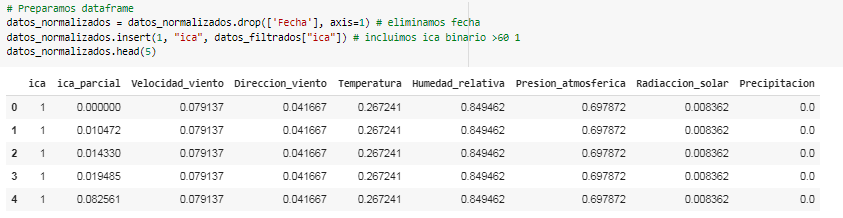 # Preparamos dataframe
datos_normalizados = datos_normalizados.drop(['Fecha'], axis=1) # eliminamos fecha
datos_normalizados.insert(1, "ica", datos_filtrados["ica"]) # incluimos ica binario >60 1
datos_normalizados.head(5)
ica ica_parcial Velocidad_viento Direccion_viento Temperatura Humedad_relativa Presion_atmosferica Radiaccion_solar Precipitacion
0 1 0.000000 0.079137 0.041667 0.267241 0.849462 0.697872 0.008362 0.0
1 1 0.010472 0.079137 0.041667 0.267241 0.849462 0.697872 0.008362 0.0
2 1 0.014330 0.079137 0.041667 0.267241 0.849462 0.697872 0.008362 0.0
3 1 0.019485 0.079137 0.041667 0.267241 0.849462 0.697872 0.008362 0.0
4 1 0.082561 0.079137 0.041667 0.267241 0.849462 0.697872 0.008362 0.0